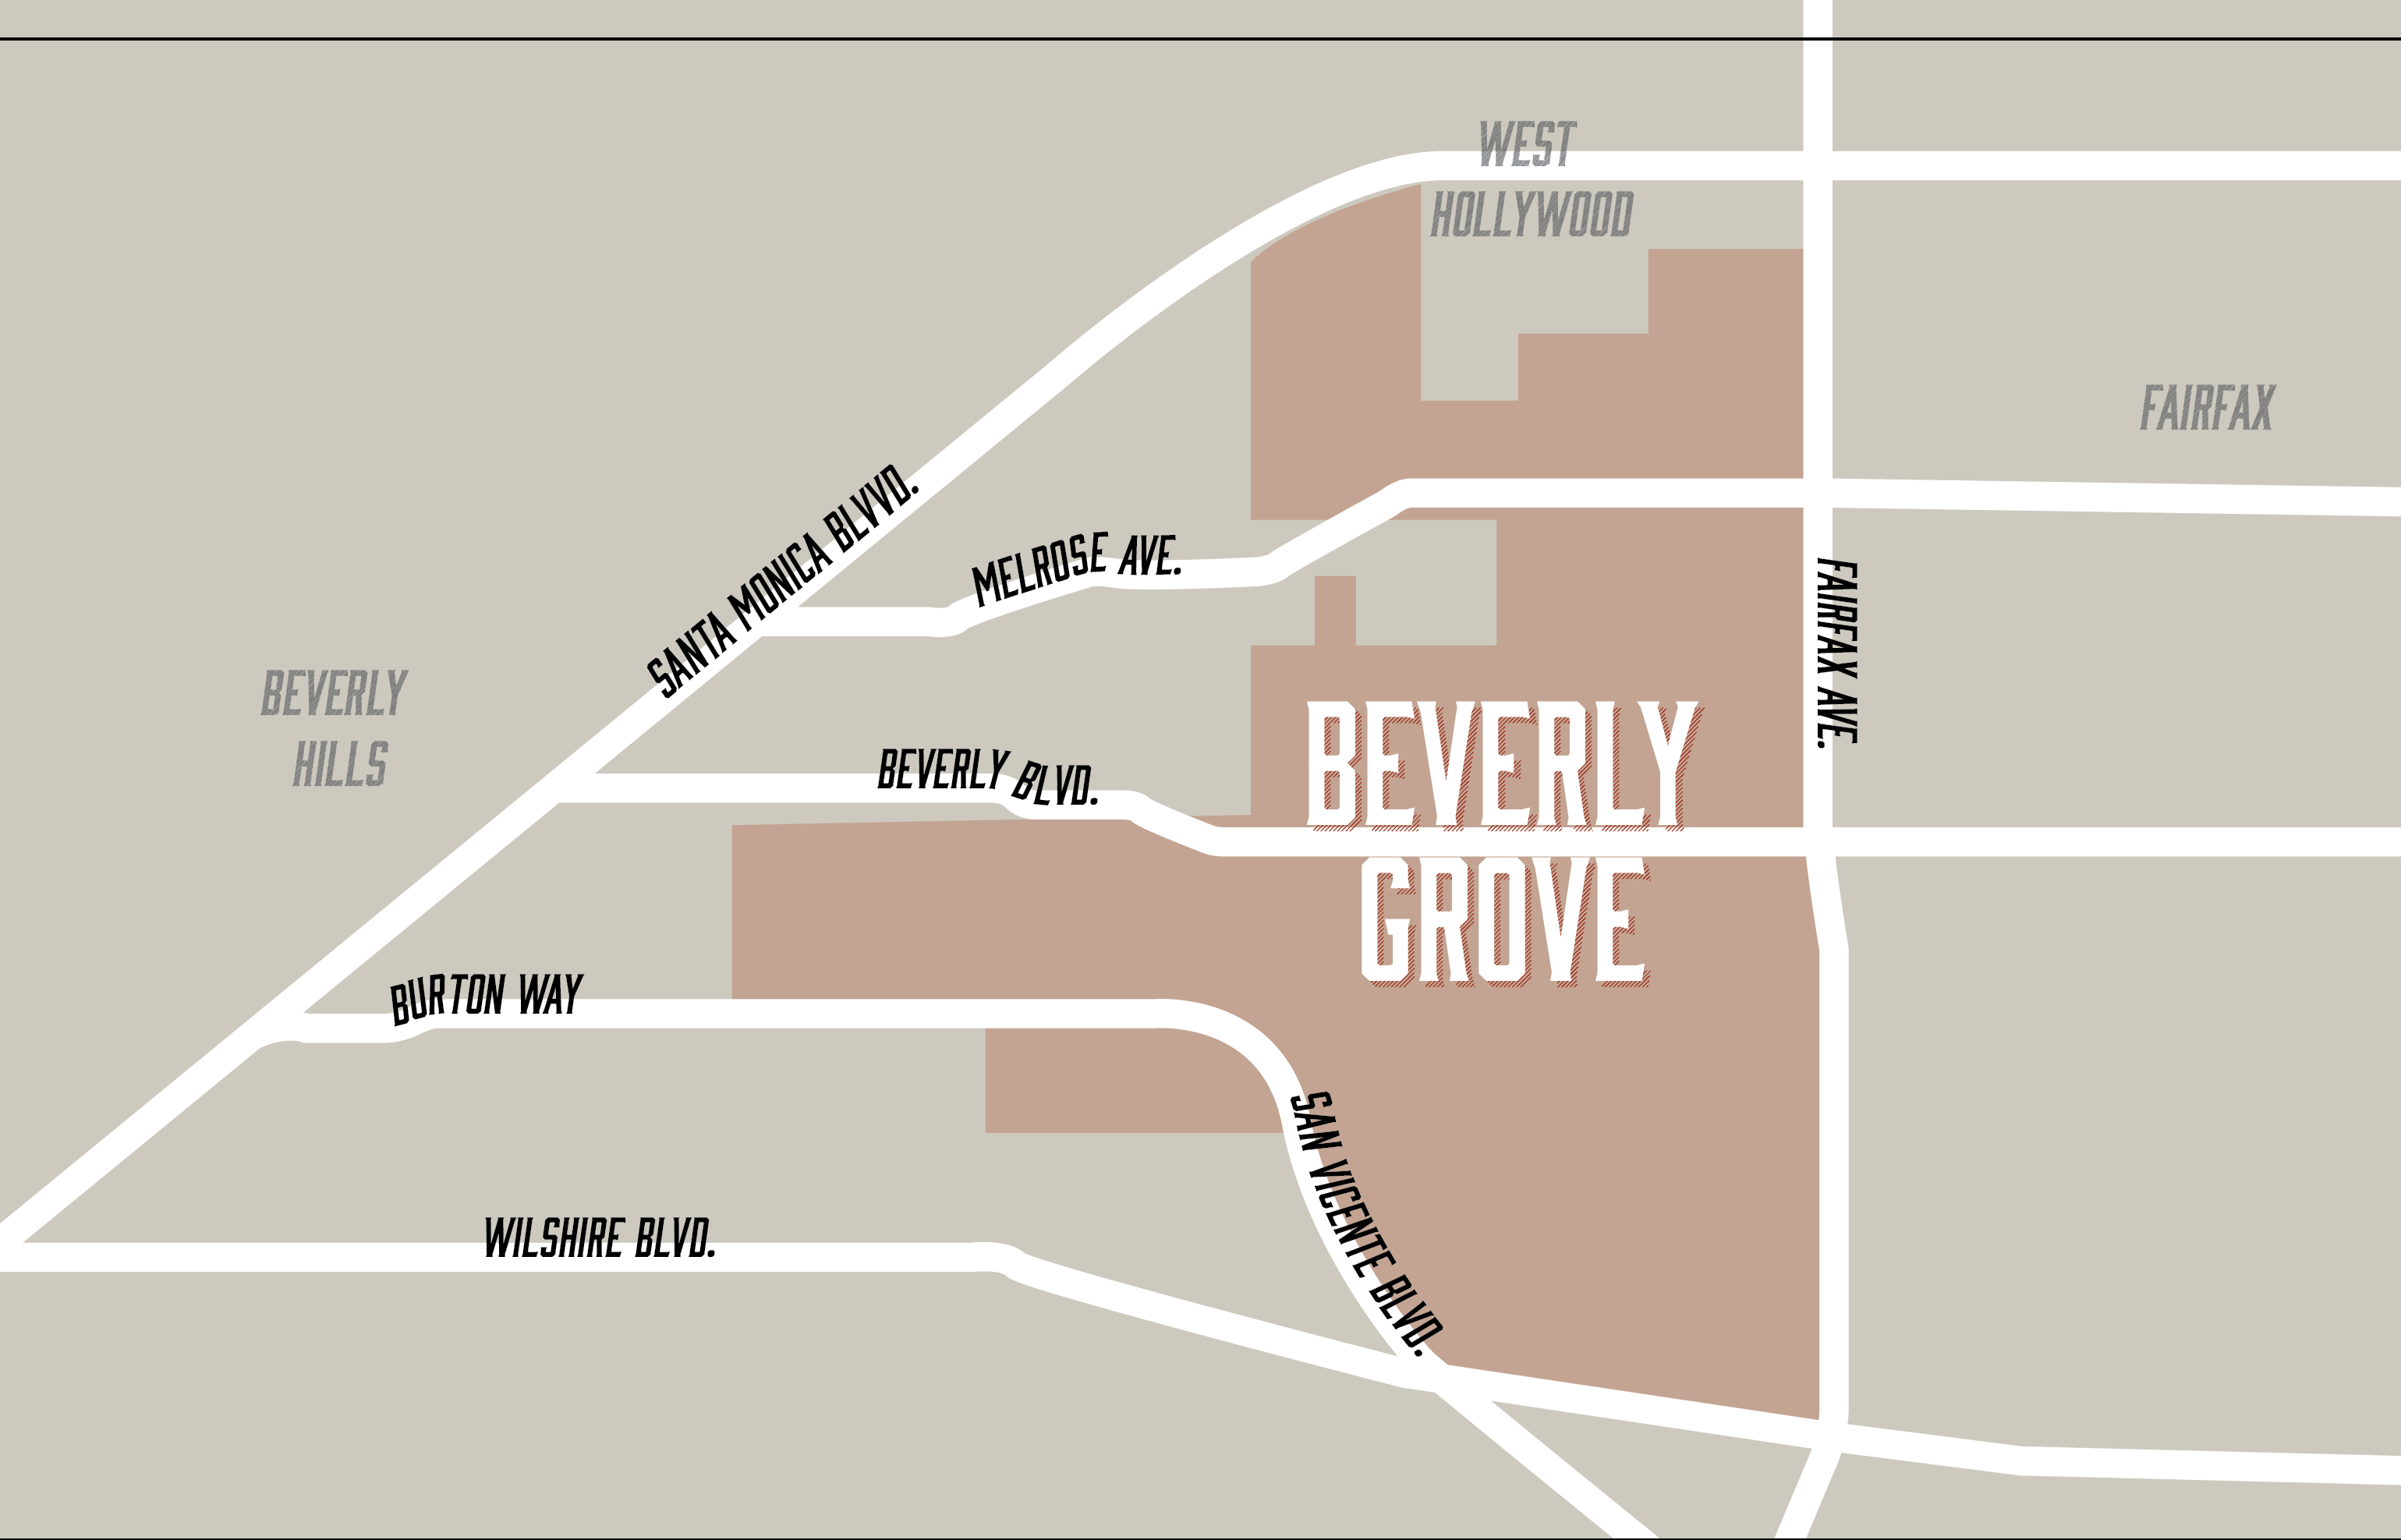 WEST
HOLLYWOOD
FAIRFAX
SANTA MONICA BLVVD.
MELROSE AVE.
FAIRFAX AVE.
BEVERLY
HILLS
BEVERLY BLVD.
BEVERLY
GROVE
BURTON WAY
SAN VICENTE BLVD.
WILSHIRE BLVD.